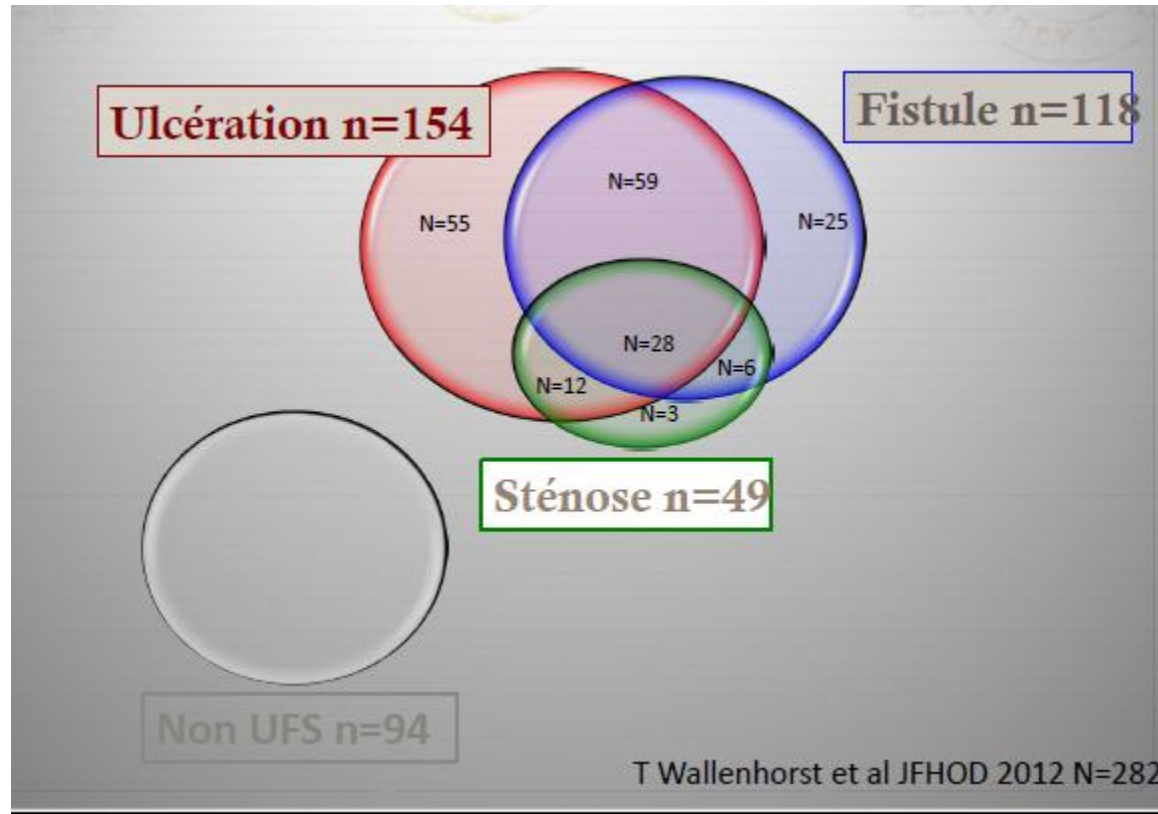 Ulcération n=154
Fistule n=118
N=59
N=55
N=25
N=28
N=6
N=12
N=3
Sténose n=49
Non UFS n=94
T Wallenhorst et al JFHOD 2012 N=282